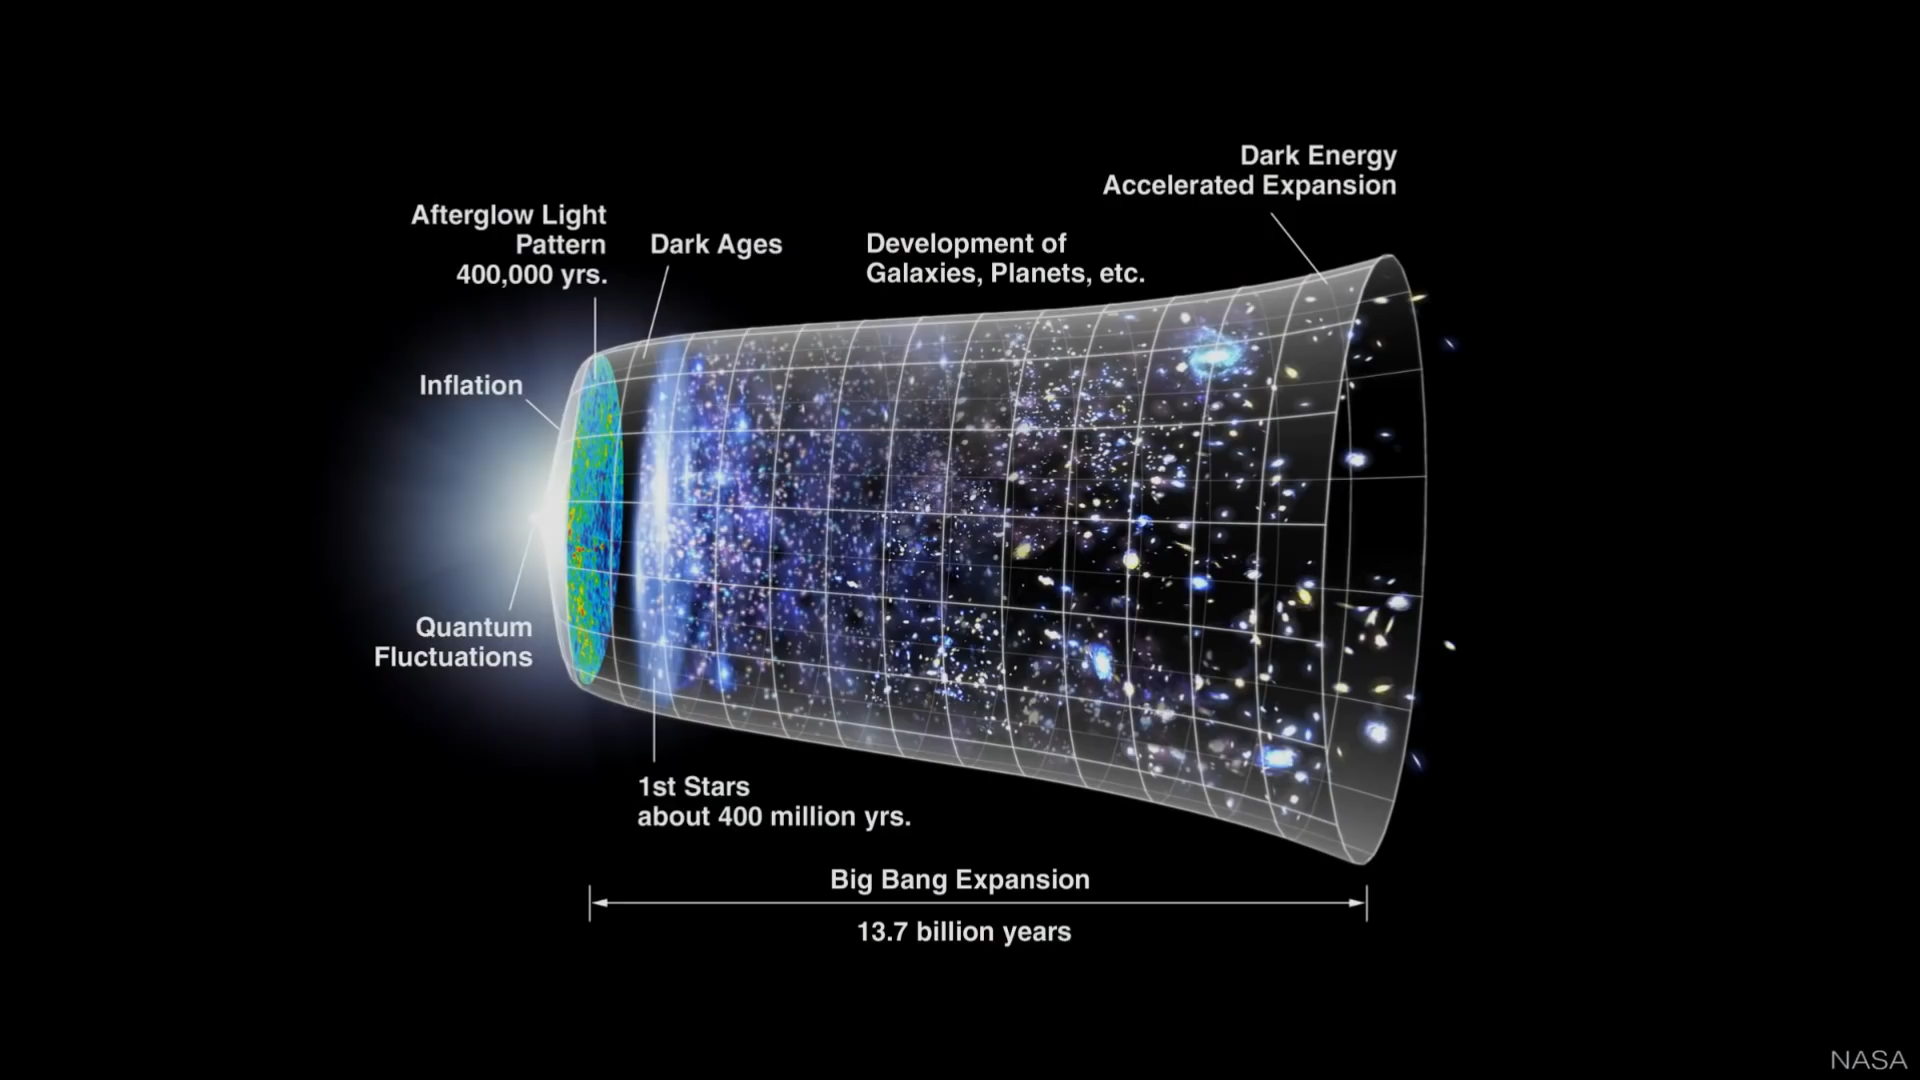 Dark Energy
Accelerated Expansion
Afterglow Light
Pattern
400,000 yrs.
Dark Ages
Development of
Galaxies, Planets, etc.
Inflation
Quantum
Fluctuations
1st Stars
about 400 million yrs.
Big Bang Expansion
13.7 billion years
NASA